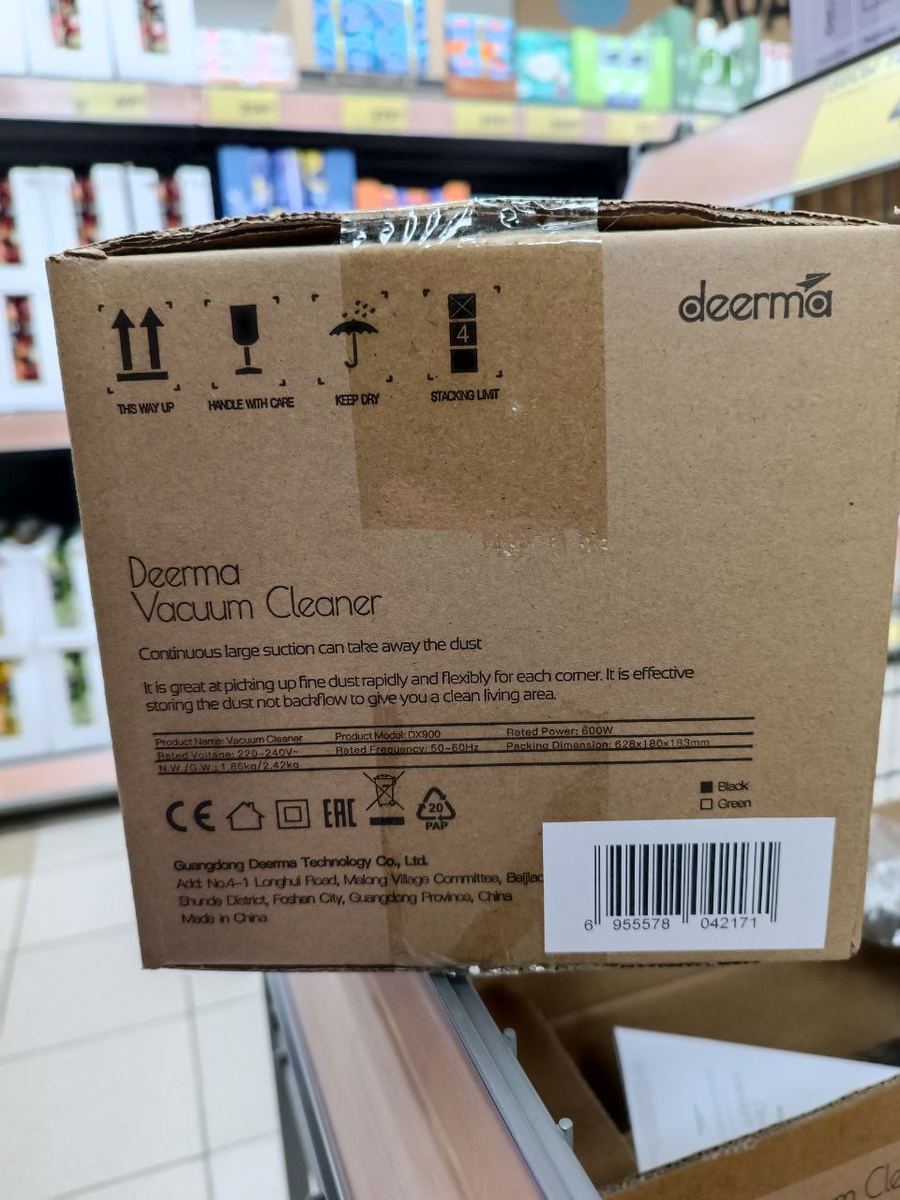 deerma
4
THIS WAY UP
HANDLE WITH CARE
KEEP DRY
STACKING LIMIT
Deerma
Vacuum Cleaner
Continuous large suction can take away the dust
It is great at picking up fine dust rapidly and flexibly for each corner. It is effective
storing the dust not backflow to give you a clean living area.
Product Name: Vacuum Cleaner Product Model: DX900 Rated Power: 600W
Rated Voltage: 220-240V~ Rated Frequency: 50-60Hz Packing Dimension: 628x180x183mm
N.W./G.W.: 1.85kg/2.42kg
Black
Green
CE EAC 20
PAP
Guangdong Deerma Technology Co., Ltd.
Add: No.4-1 Longhui Road, Malong Village Committee, Beijiao
Shunde District, Foshan City, Guangdong Province, China
Made in China
6 955578 042171